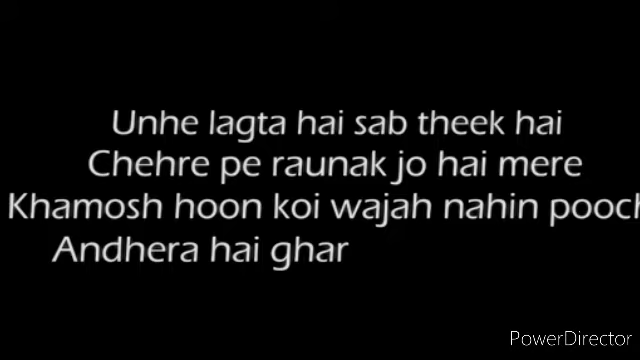 Unhe lagta hai sab theek hai
Chehre pe raunak jo hai mere
Khamosh hoon koi wajah nahin pooch
Andhera hai ghar
PowerDirector